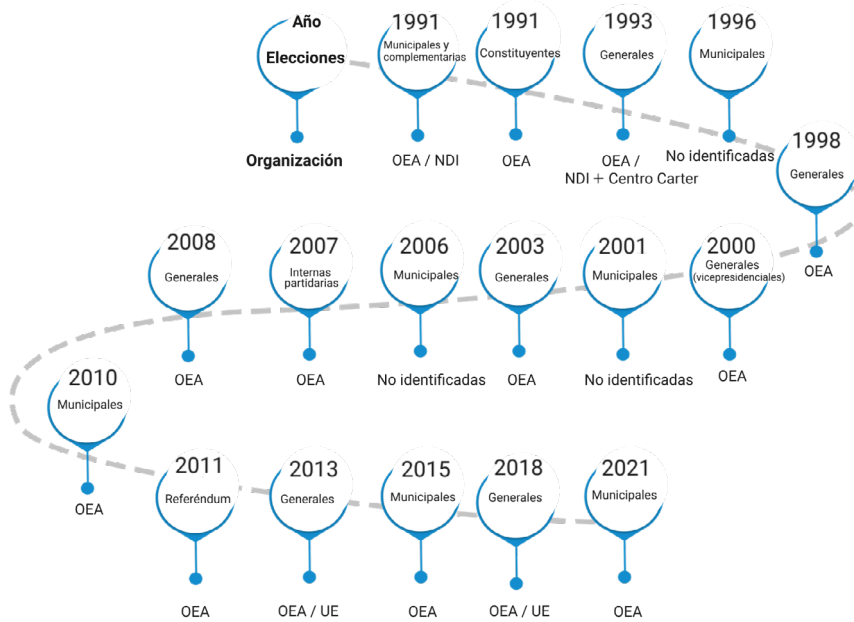 Año
Elecciones
Organización
1991
Municipales y
complementarias
OEA / NDI
1991
Constituyentes
OEA
1993
Generales
OEA /
NDI + Centro Carter
1996
Municipales
No identificadas
1998
Generales
OEA
2000
Generales
(vicepresidenciales)
OEA
2001
Municipales
No identificadas
2003
Generales
OEA
2006
Municipales
No identificadas
2007
Internas
partidarias
OEA
2008
Generales
OEA
2010
Municipales
OEA
2011
Referéndum
OEA
2013
Generales
OEA / UE
2015
Municipales
OEA
2018
Generales
OEA / UE
2021
Municipales
OEA